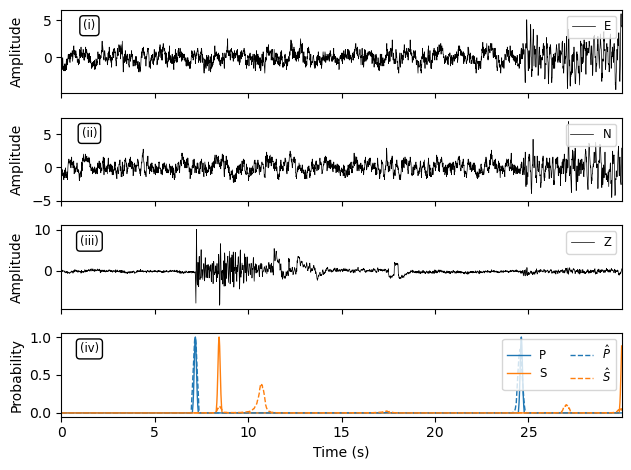 (i)
E
Amplitude
5
0
(ii)
N
Amplitude
5
0
−5
(iii)
Z
Amplitude
10
0
(iv)
P
S
P̂
Ŝ
Probability
1.0
0.5
0.0
0 5 10 15 20 25
Time (s)